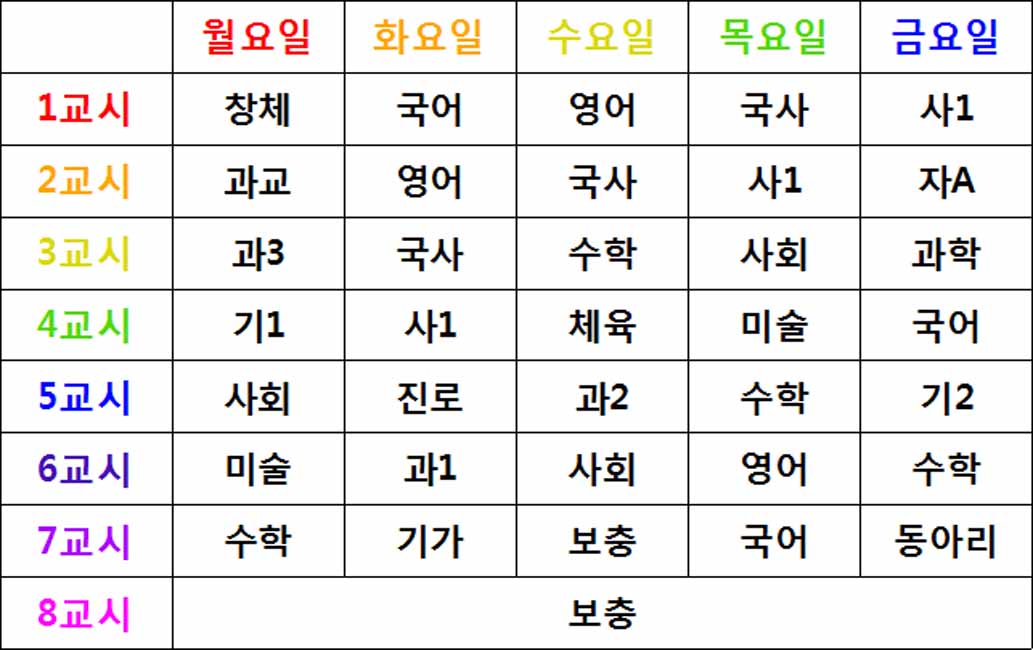 월요일 화요일 수요일 목요일 금요일
1교시 창체 국어 영어 국사 사1
2교시 과교 영어 국사 사1 자A
3교시 과3 국사 수학 사회 과학
4교시 기1 사1 체육 미술 국어
5교시 사회 진로 과2 수학 기2
6교시 미술 과1 사회 영어 수학
7교시 수학 기가 보충 국어 동아리
8교시 보충